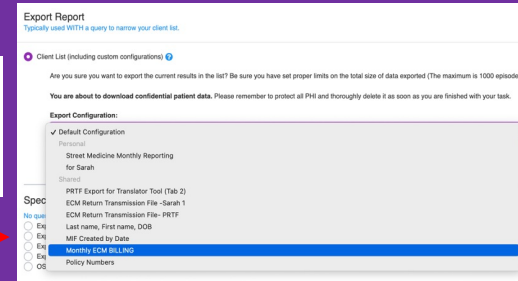 Export Report
Typically used WITH a query to narrow your client list.
Client List (including custom configurations) ?
Are you sure you want to export the current results in the list? Be sure you have set proper limits on the total size of data exported (The maximum is 1000 episode
You are about to download confidential patient data. Please remember to protect all PHI and thoroughly delete it as soon as you are finished with your task.
Export Configuration:
✓ Default Configuration
Personal
Street Medicine Monthly Reporting
for Sarah
Shared
PRTF Export for Translator Tool (Tab 2)
ECM Return Transmission File -Sarah 1
ECM Return Transmission File- PRTF
Last name, First name, DOB
MIF Created by Date
Monthly ECM BILLING
Policy Numbers
Spec
No que
Exp
Exp
Exp
Exp
OS